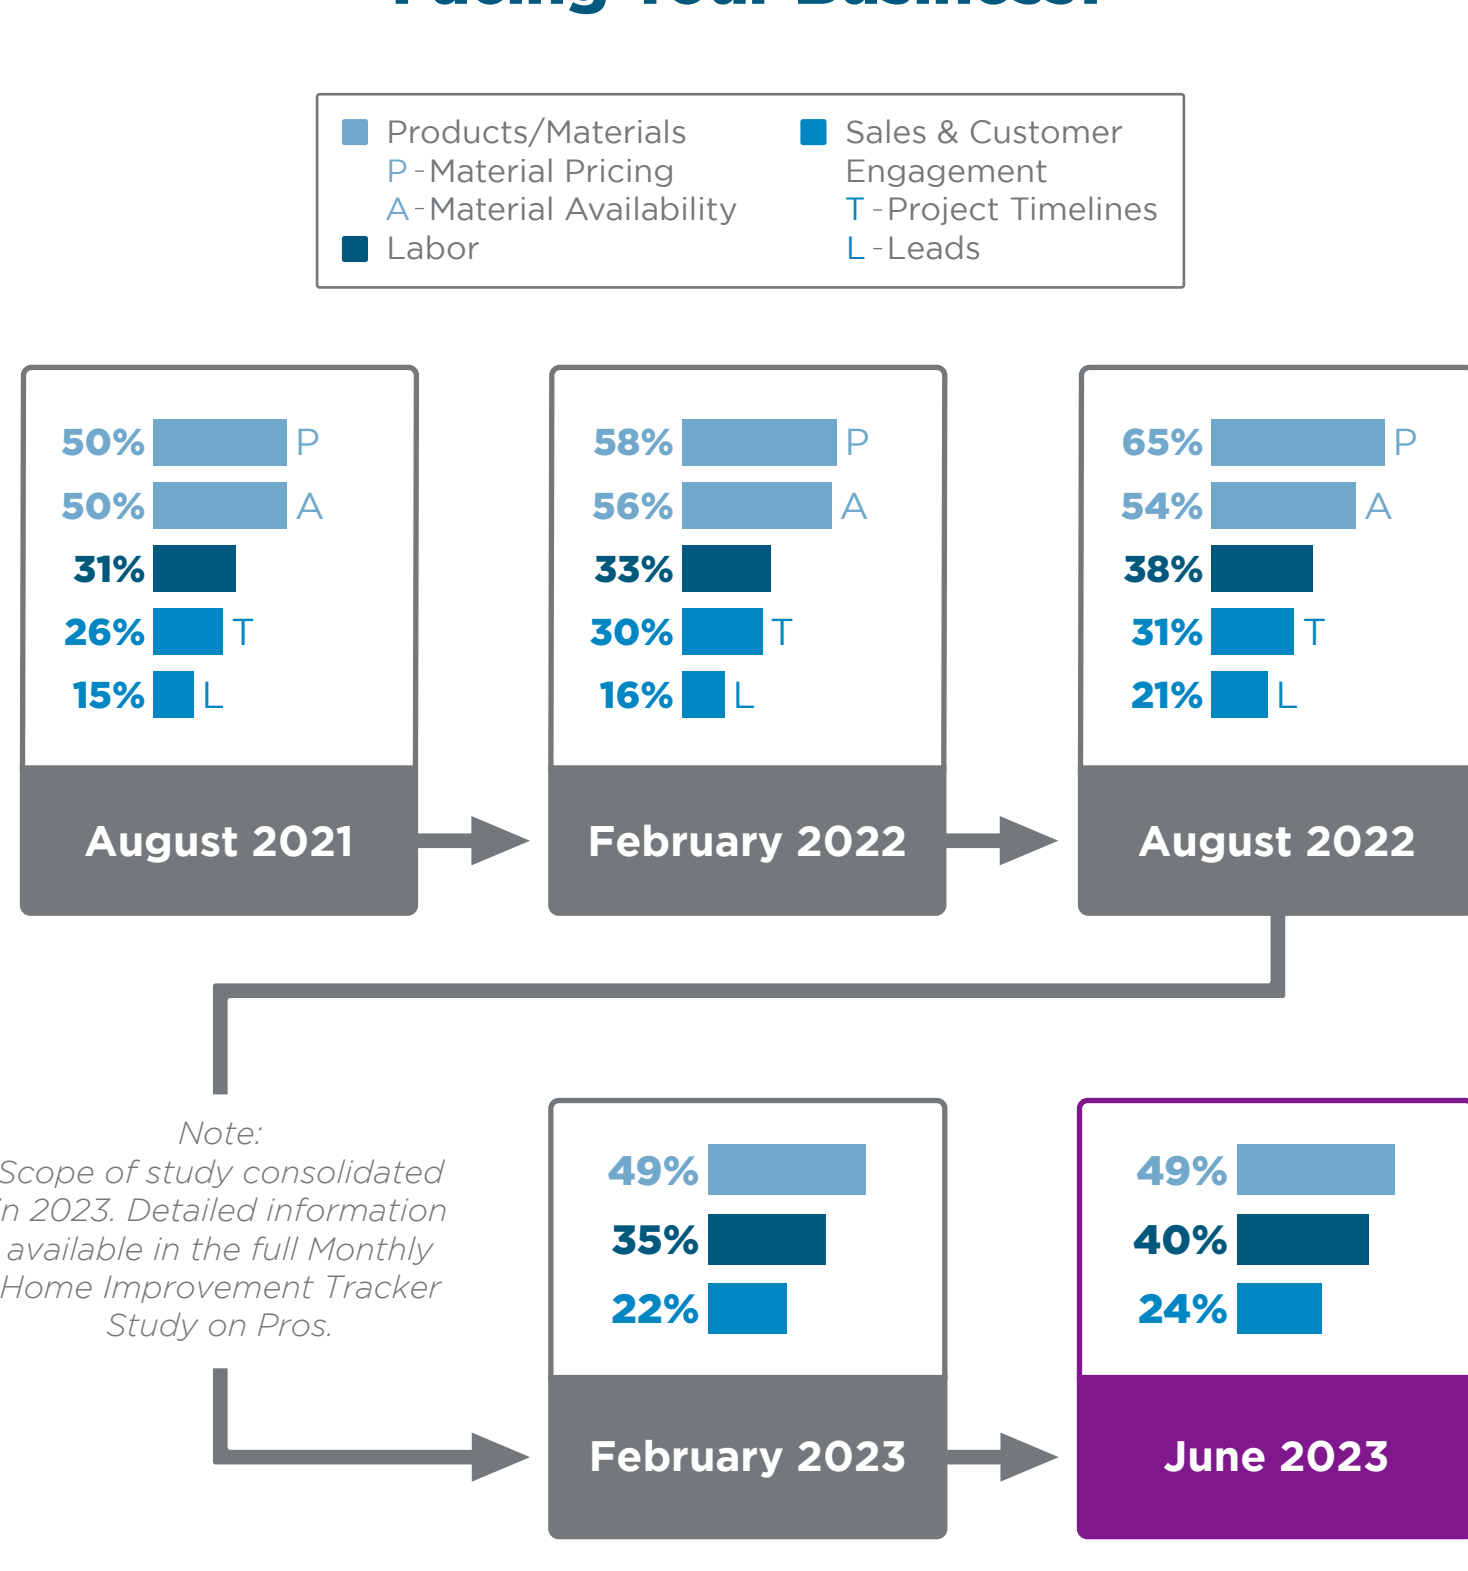 Facing Your Business?
Products/Materials
P - Material Pricing
A - Material Availability
Labor
Sales & Customer
Engagement
T - Project Timelines
L - Leads
50% P
50% A
31%
26% T
15% L
August 2021
58% P
56% A
33%
30% T
16% L
February 2022
65% P
54% A
38%
31% T
21% L
August 2022
Note:
Scope of study consolidated
in 2023. Detailed information
available in the full Monthly
Home Improvement Tracker
Study on Pros.
49%
35%
22%
February 2023
49%
40%
24%
June 2023